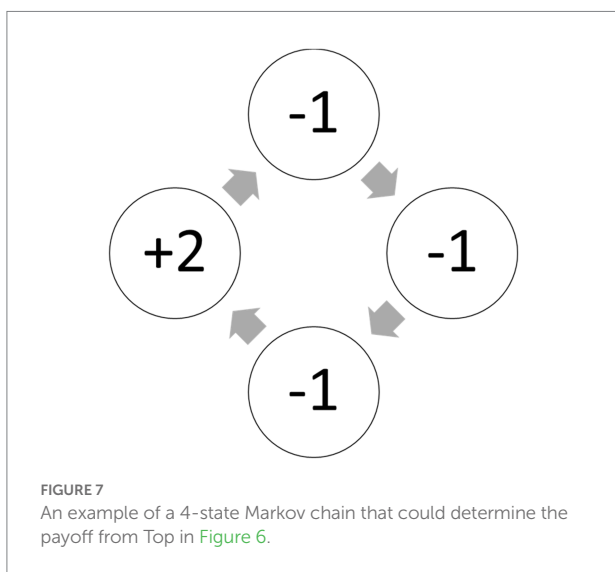 -1
+2
-1
-1
FIGURE 7
An example of a 4-state Markov chain that could determine the
payoff from Top in Figure 6.